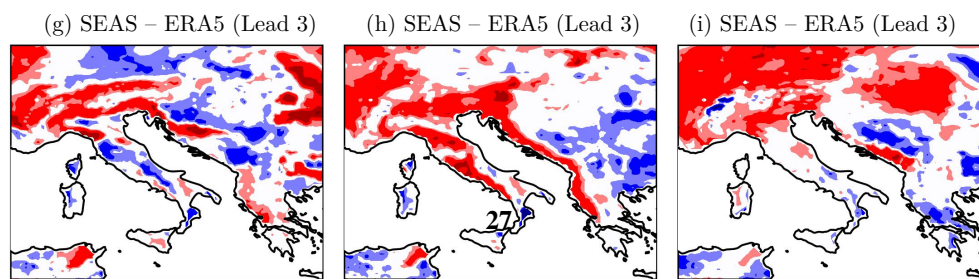 (g) SEAS – ERA5 (Lead 3)
(h) SEAS – ERA5 (Lead 3)
(i) SEAS – ERA5 (Lead 3)
27